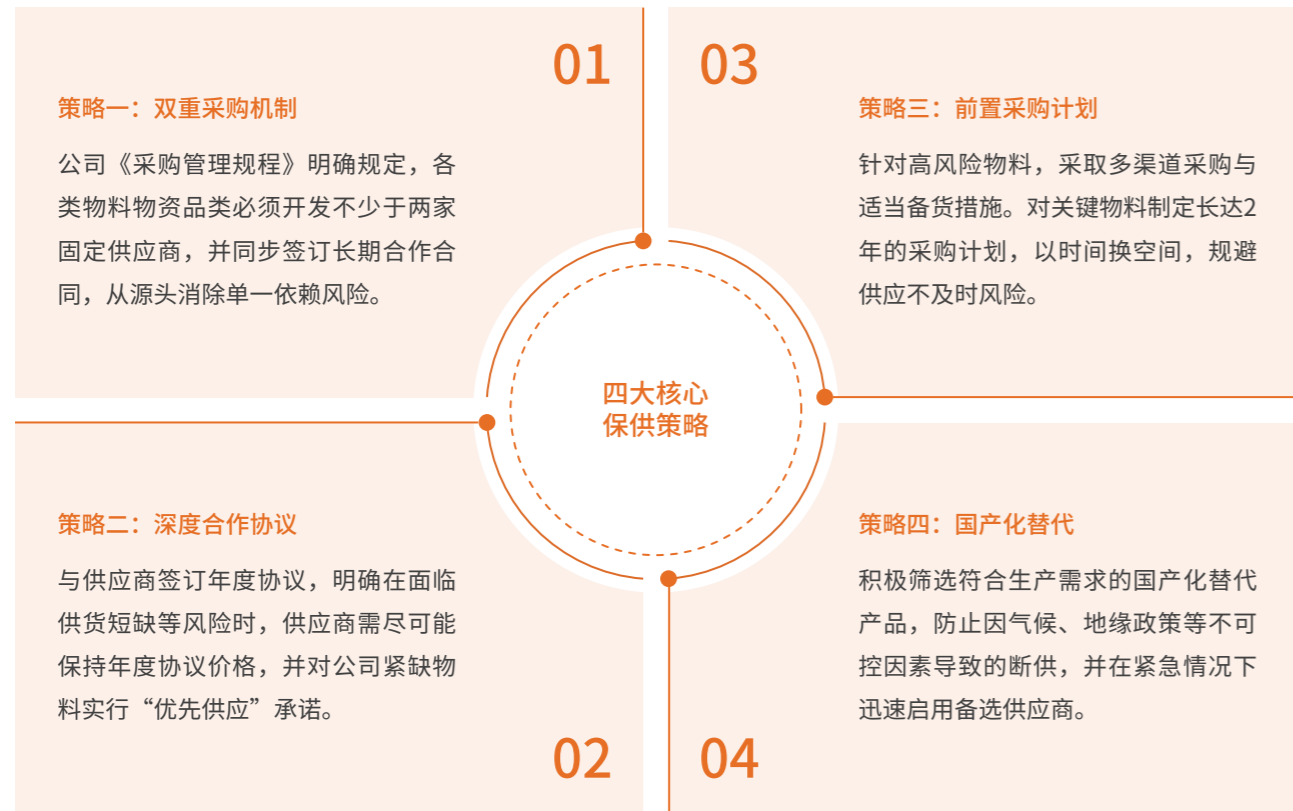 01
策略一：双重采购机制
公司《采购管理规程》明确规定，各
类物料物资品类必须开发不少于两家
固定供应商，并同步签订长期合作合
同，从源头消除单一依赖风险。
策略二：深度合作协议
与供应商签订年度协议，明确在面临
供货短缺等风险时，供应商需尽可能
保持年度协议价格，并对公司紧缺物
料实行“优先供应”承诺。
02
四大核心
保供策略
03
策略三：前置采购计划
针对高风险物料，采取多渠道采购与
适当备货措施。对关键物料制定长达2
年的采购计划，以时间换空间，规避
供应不及时风险。
策略四：国产化替代
积极筛选符合生产需求的国产化替代
产品，防止因气候、地缘政策等不可
控因素导致的断供，并在紧急情况下
迅速启用备选供应商。
04